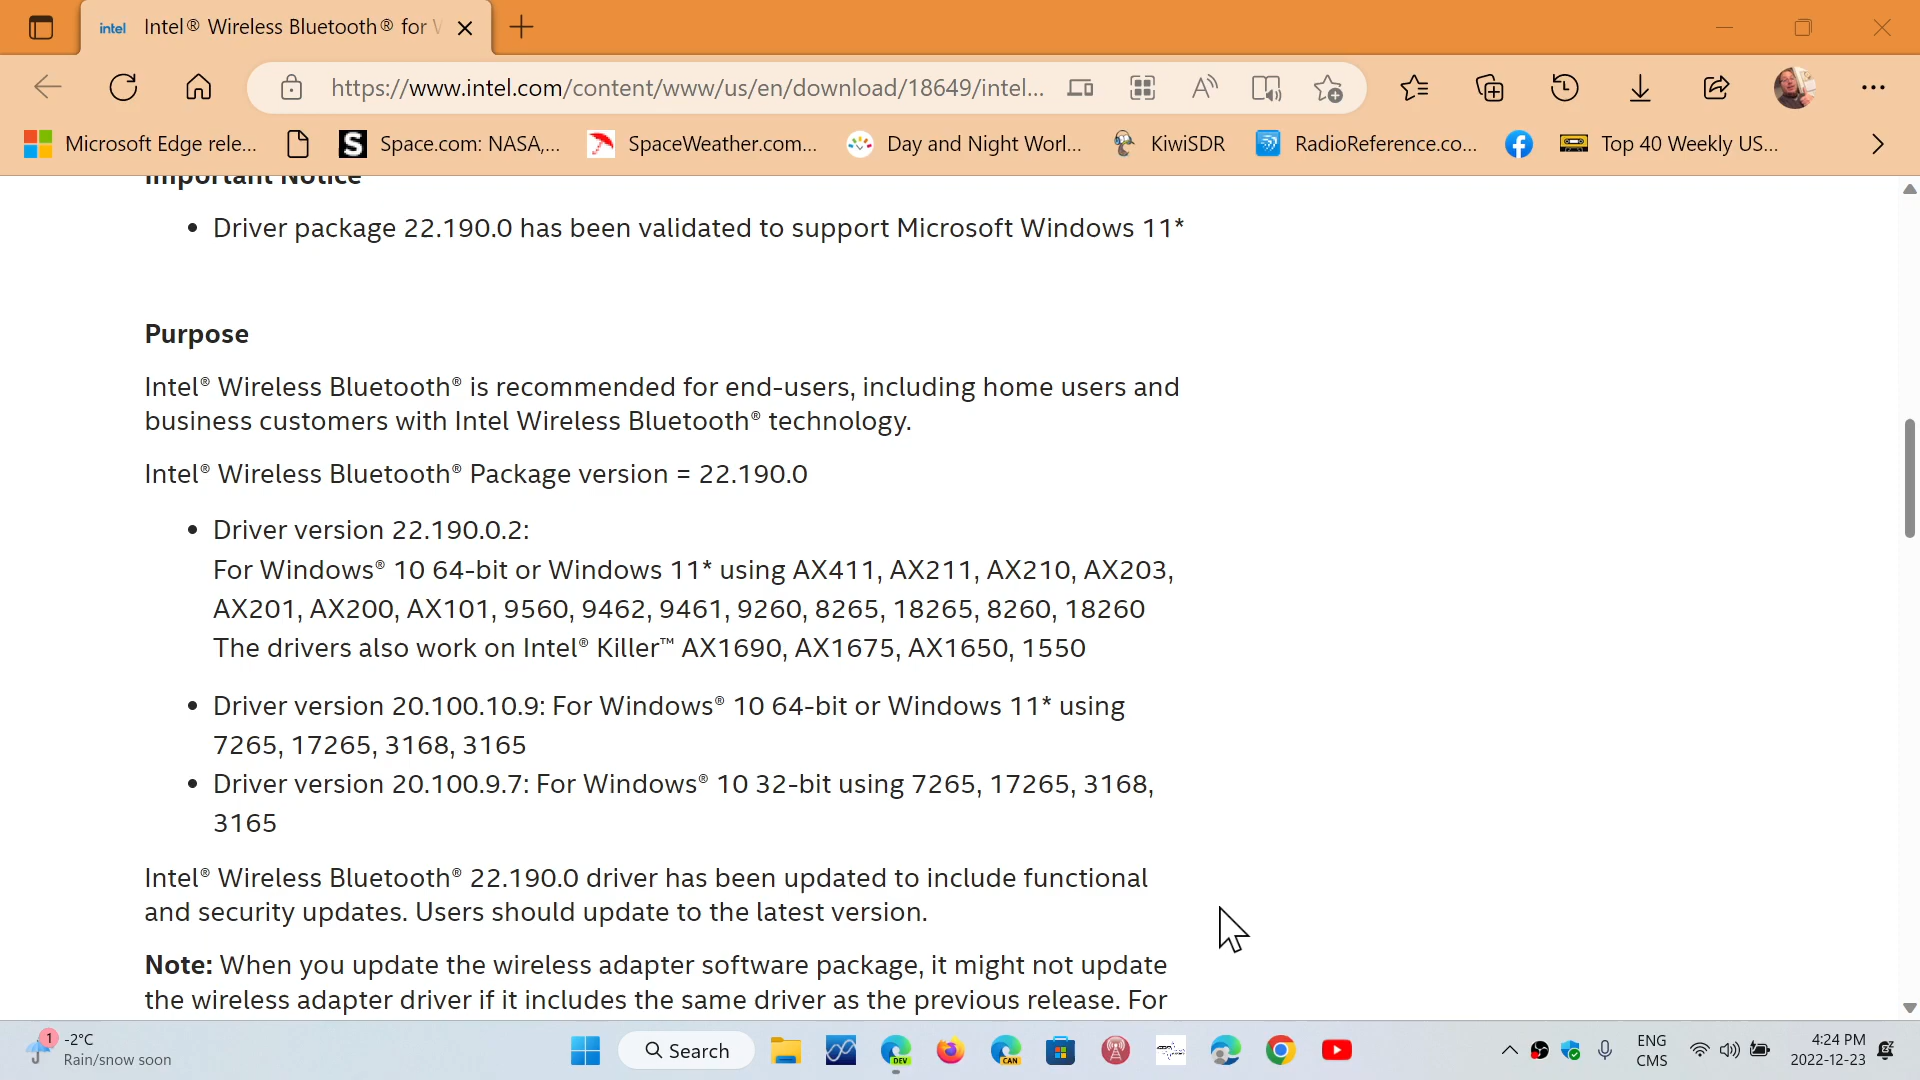 intel Intel® Wireless Bluetooth® for W
https://www.intel.com/content/www/us/en/download/18649/intel...
Microsoft Edge rele... S Space.com: NASA,... SpaceWeather.com... Day and Night Worl... KiwiSDR RadioReference.co... Top 40 Weekly US...
Important Notice
• Driver package 22.190.0 has been validated to support Microsoft Windows 11*
Purpose
Intel® Wireless Bluetooth® is recommended for end-users, including home users and
business customers with Intel Wireless Bluetooth® technology.
Intel® Wireless Bluetooth® Package version = 22.190.0
• Driver version 22.190.0.2:
For Windows® 10 64-bit or Windows 11* using AX411, AX211, AX210, AX203,
AX201, AX200, AX101, 9560, 9462, 9461, 9260, 8265, 18265, 8260, 18260
The drivers also work on Intel® Killer™ AX1690, AX1675, AX1650, 1550
• Driver version 20.100.10.9: For Windows® 10 64-bit or Windows 11* using
7265, 17265, 3168, 3165
• Driver version 20.100.9.7: For Windows® 10 32-bit using 7265, 17265, 3168,
3165
Intel® Wireless Bluetooth® 22.190.0 driver has been updated to include functional
and security updates. Users should update to the latest version.
Note: When you update the wireless adapter software package, it might not update
the wireless adapter driver if it includes the same driver as the previous release. For
1 -2°C
Rain/snow soon
Search
DEV
CAN
ENG
CMS
4:24 PM
2022-12-23